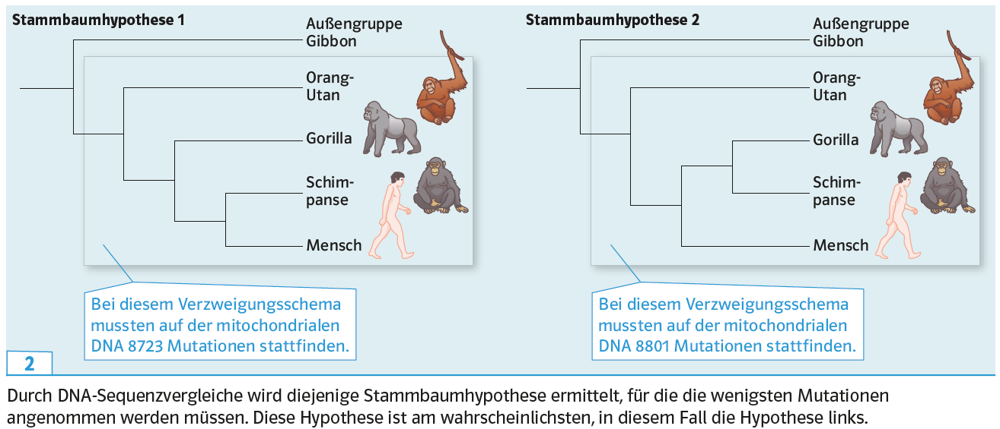 Stammbaumhypothese 1
Außengruppe
Gibbon
Orang-
Utan
Gorilla
Schim-
panse
Mensch
Bei diesem Verzweigungsschema
mussten auf der mitochondrialen
DNA 8723 Mutationen stattfinden.
Stammbaumhypothese 2
Außengruppe
Gibbon
Orang-
Utan
Gorilla
Schim-
panse
Mensch
Bei diesem Verzweigungsschema
mussten auf der mitochondrialen
DNA 8801 Mutationen stattfinden.
2
Durch DNA-Sequenzvergleiche wird diejenige Stammbaumhypothese ermittelt, für die die wenigsten Mutationen
angenommen werden müssen. Diese Hypothese ist am wahrscheinlichsten, in diesem Fall die Hypothese links.